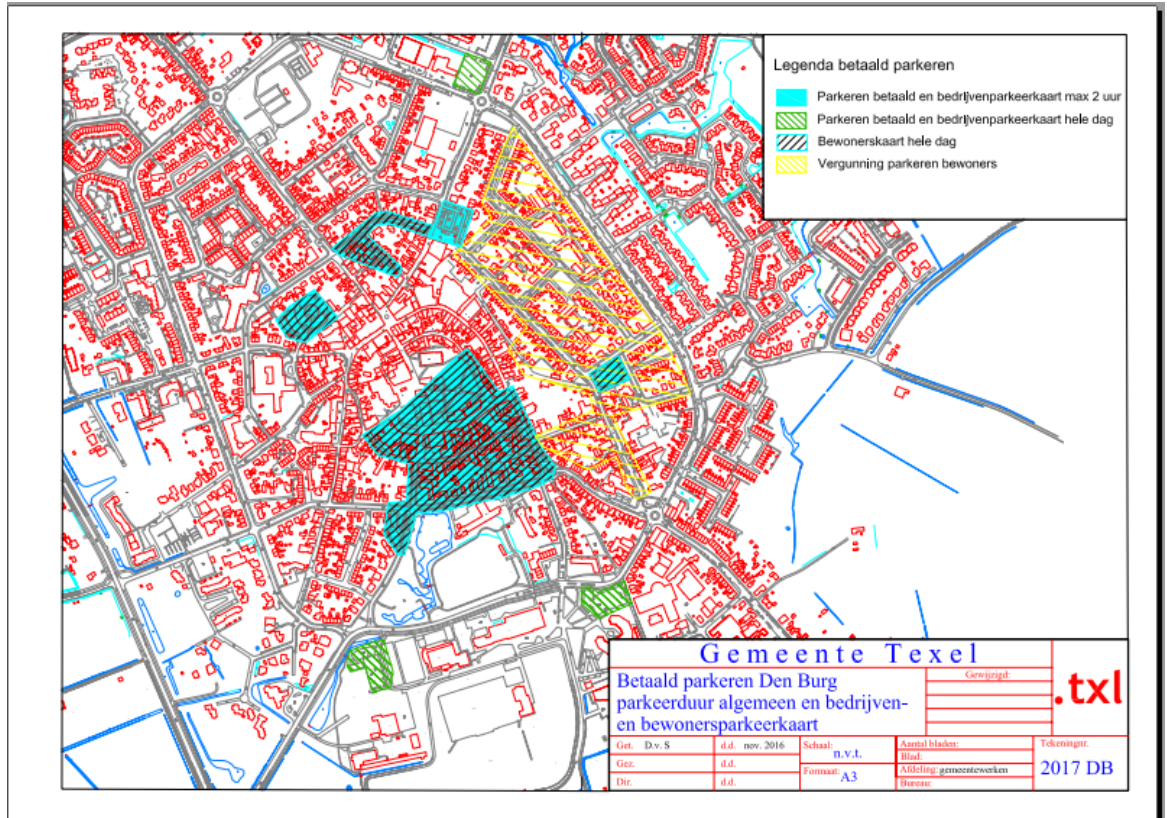 Legenda betaald parkeren
Parkeren betaald en bedrijvenparkeerkaart max 2 uur
Parkeren betaald en bedrijvenparkeerkaart hele dag
Bewonerskaart hele dag
Vergunning parkeren bewoners
Gemeente Texel
Betaald parkeren Den Burg
parkeerduur algemeen en bedrijven-
en bewonersparkeerkaart
Gewijzigd:
.txl
Get. D.v. S
d.d. nov. 2016
Schaal: n.v.t.
Aantal bladen:
Blad:
Tekeningnr.
2017 DB
Gez.
d.d.
Formaat: A3
Afdeling: gemeentewerken
Dir.
d.d.
Bureau: